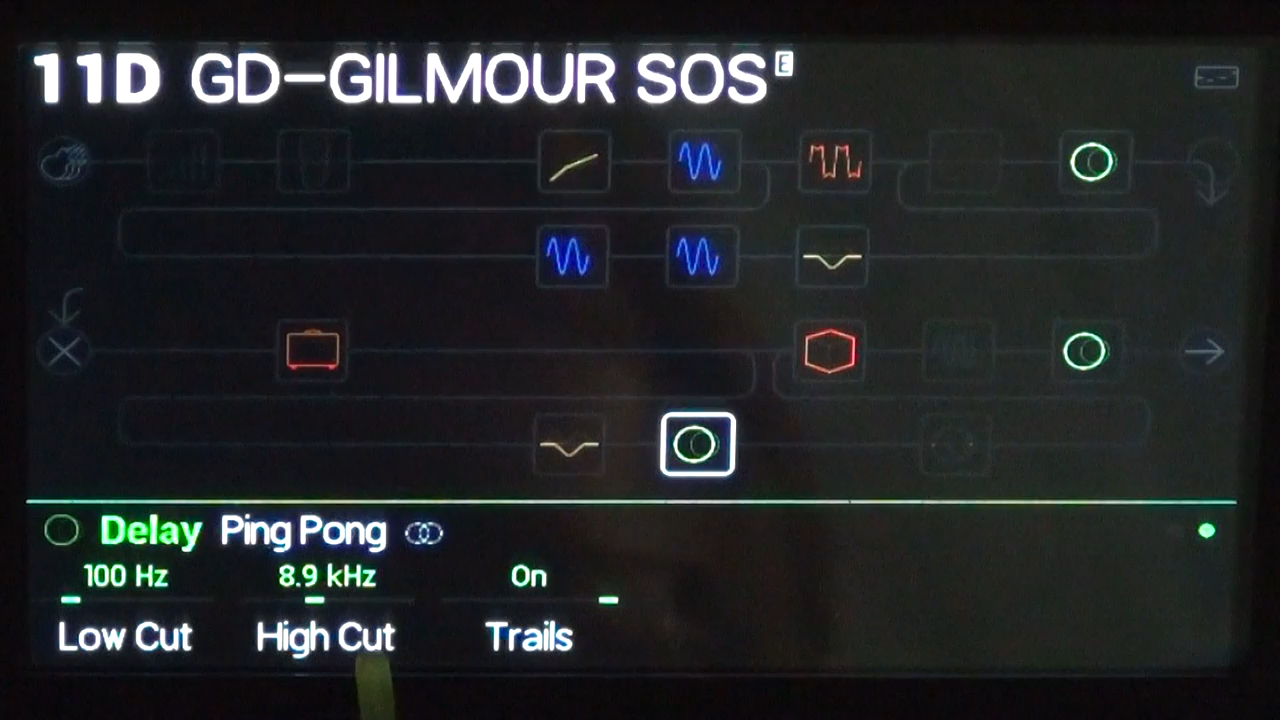 11D GD-GILMOUR SOS E
Delay Ping Pong
100 Hz 8.9 kHz On
Low Cut High Cut Trails